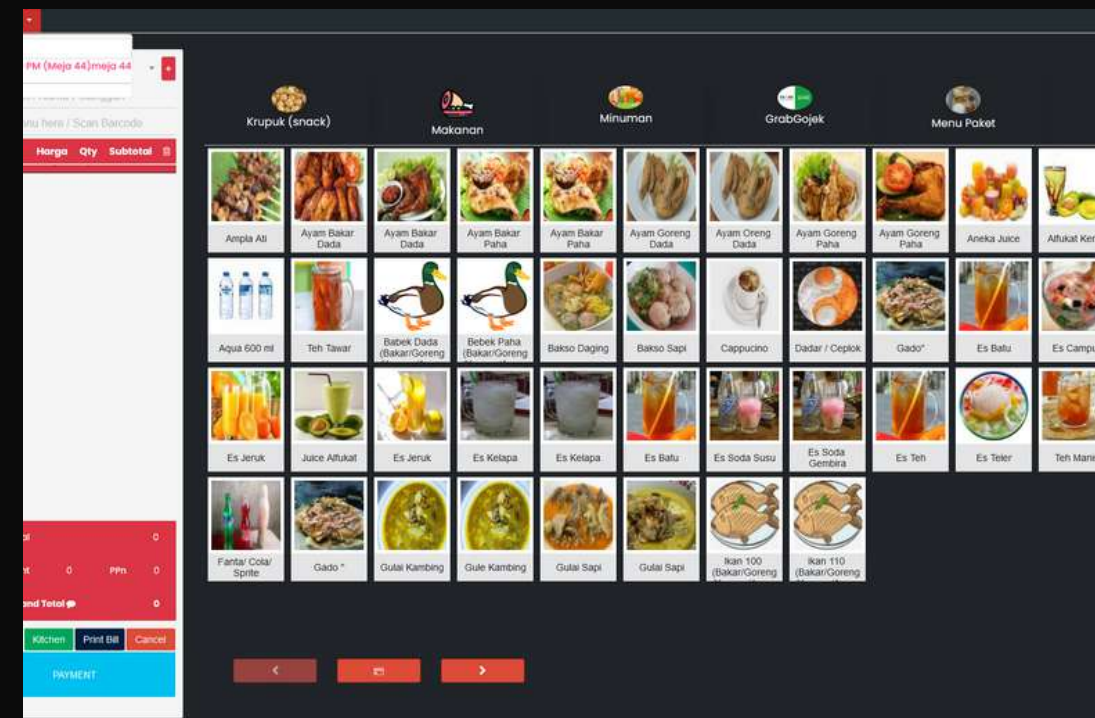 PM (Meja 44)meja 44
+
here / Scan Barcode
Harga Qty Subtotal
Krupuk (snack)
Makanan
Minuman
GrabGojek
Menu Paket
Ampla Ati
Ayam Bakar
Dada
Ayam Bakar
Dada
Ayam Bakar
Paha
Ayam Bakar
Paha
Ayam Goreng
Dada
Ayam Oreng
Dada
Ayam Goreng
Paha
Ayam Goreng
Paha
Aneka Juice
Alfukat Ker
Aqua 600 ml
Teh Tawar
Babek Dada
(Bakar/Goreng
Bebek Paha
(Bakar/Goreng
Bakso Daging
Bakso Sapi
Cappucino
Dadar / Ceplok
Gado"
Es Batu
Es Campu
Es Jeruk
Juice Alfukat
Es Jeruk
Es Kelapa
Es Kelapa
Es Batu
Es Soda Susu
Es Soda
Gembira
Es Teh
Es Teler
Teh Mani
Fanta/ Cola/
Sprite
Gado "
Gulai Kambing
Gule Kambing
Gulai Sapi
Gulai Sapi
Ikan 100
(Bakar/Goreng
Ikan 110
(Bakar/Goreng
0
0 PPn 0
and Total 0
Kitchen Print Bill Cancel
PAYMENT